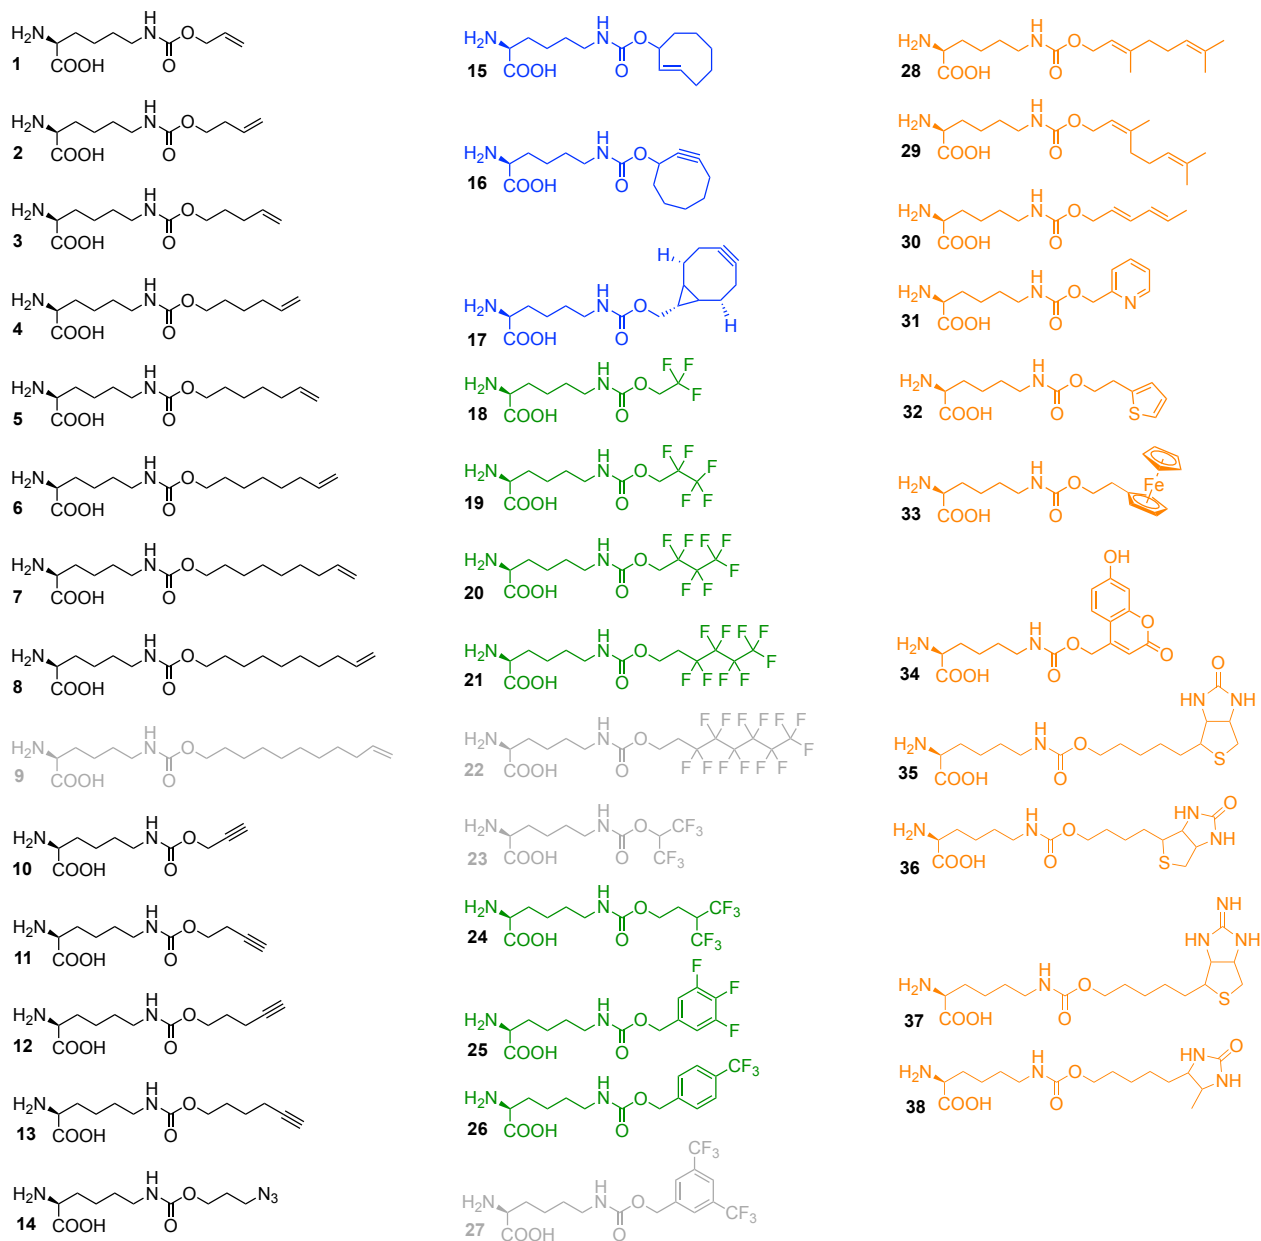 H
H₂N N O
COOH O
1
H
H₂N N O
COOH O
2
H
H₂N N O
COOH O
3
H
H₂N N O
COOH O
4
H
H₂N N O
COOH O
5
H
H₂N N O
COOH O
6
H
H₂N N O
COOH O
7
H
H₂N N O
COOH O
8
H
H₂N N O
COOH O
9
H
H₂N N O
COOH O
10
H
H₂N N O
COOH O
11
H
H₂N N O
COOH O
12
H
H₂N N O
COOH O
13
H
H₂N N O N₃
COOH O
14
H
H₂N N O
COOH O
15
H
H₂N N O
COOH O
16
H
H
H₂N N O
H
COOH O
17
F F
H
H₂N N O F
COOH O
18
F F
H F
H₂N N O
F F
COOH O
19
F F F F
H F
H₂N N O
F F
COOH O
20
F F F F
H F
H₂N N O
F F F F
COOH O
21
F F F F F
H F
H₂N N O
F F F F F F
COOH O
22
H
H₂N N O CF₃
COOH O CF₃
23
H
H₂N N O CF₃
COOH O CF₃
24
F
H F
H₂N N O F
COOH O
25
CF₃
H
H₂N N O
COOH O
26
CF₃
H
H₂N N O
CF₃
COOH O
27
H
H₂N N O
COOH O
28
H
H₂N N O
COOH O
29
H
H₂N N O
COOH O
30
H
H₂N N O N
COOH O
31
H
H₂N N O
COOH O S
32
H Fe
H₂N N O
COOH O
33
OH
O
H
H₂N N O O
COOH O
34
O
HN NH
H
H₂N N O
S
COOH O
35
O
HN
H
H₂N N O NH
COOH O S
36
NH
HN NH
H
H₂N N O S
COOH O
37
O
HN
H
H₂N N O NH
COOH O
38